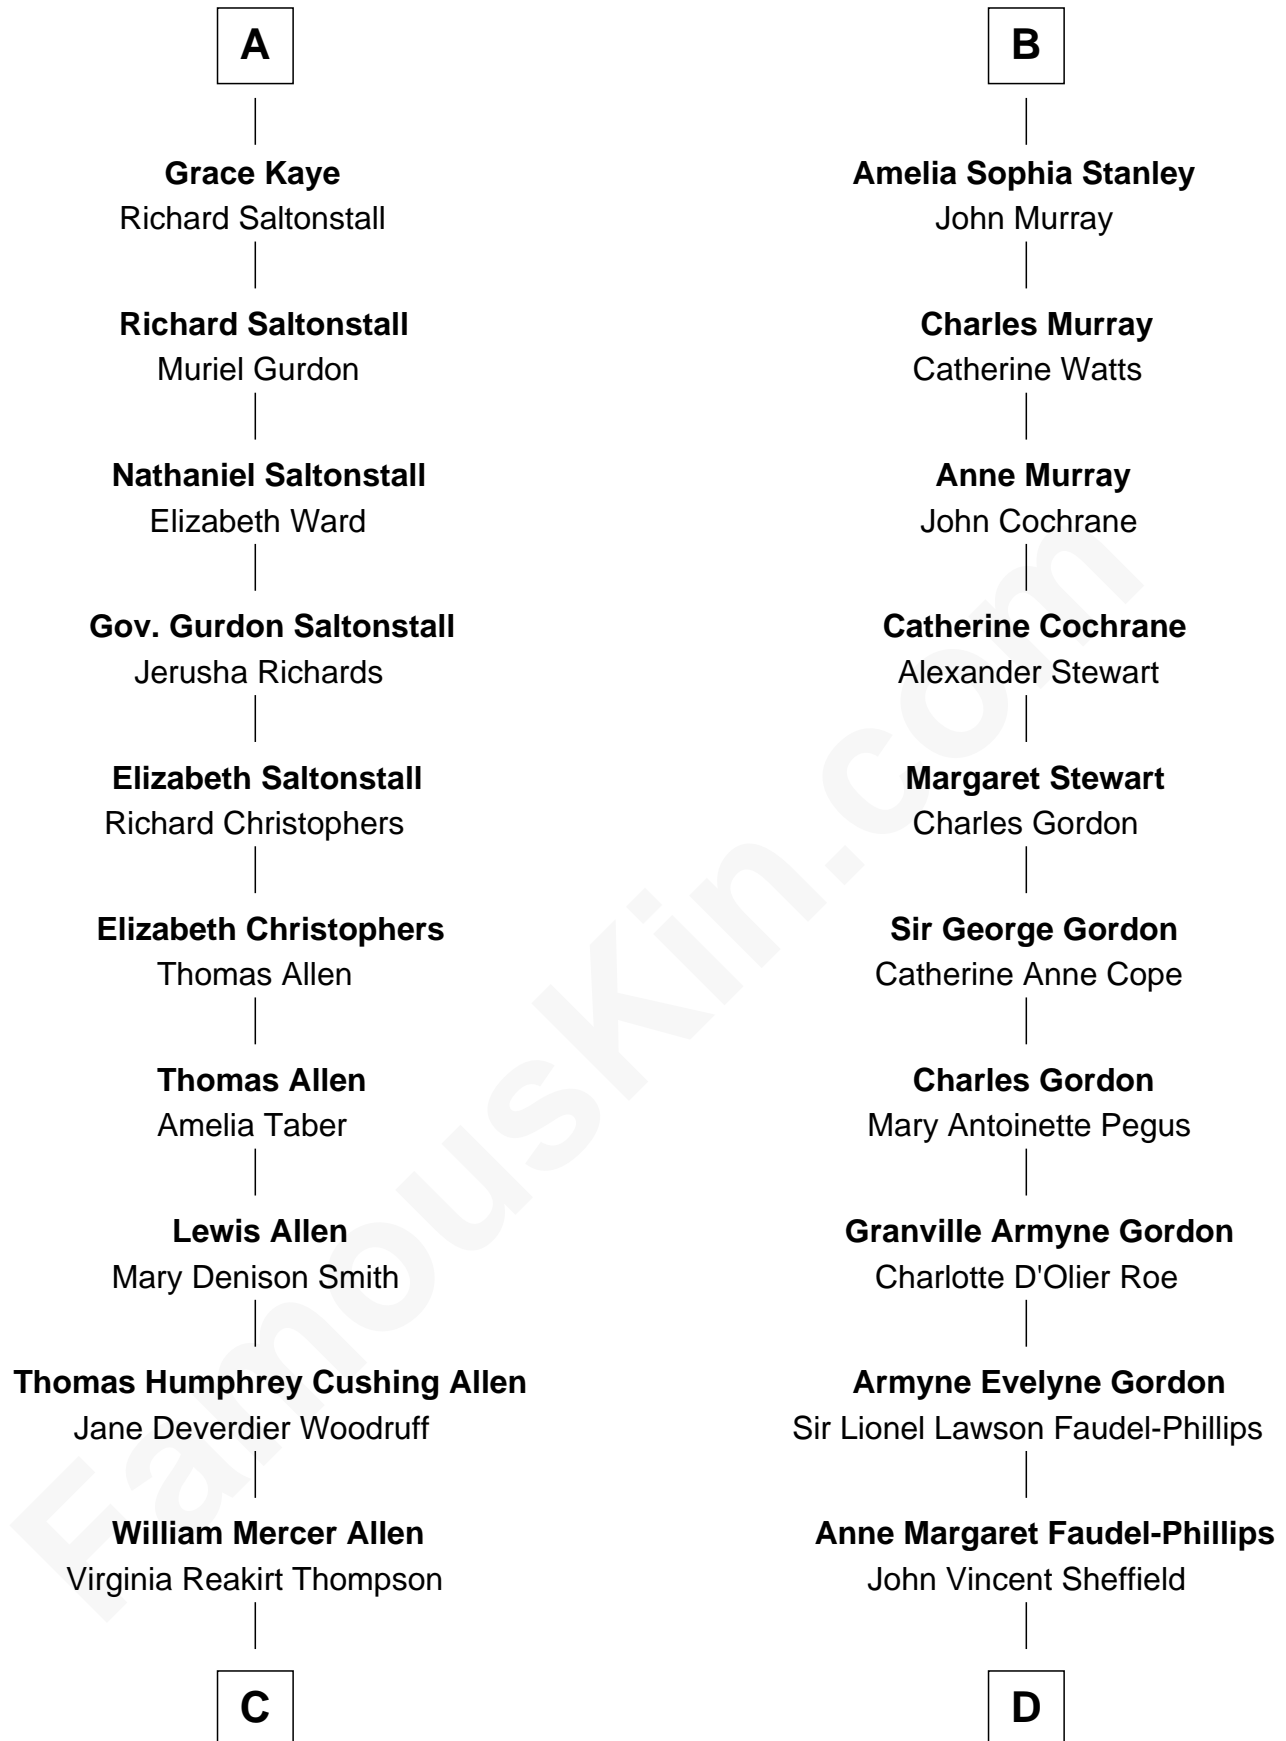 A
Grace Kaye
Richard Saltonstall
Richard Saltonstall
Muriel Gurdon
Nathaniel Saltonstall
Elizabeth Ward
Gov. Gurdon Saltonstall
Jerusha Richards
Elizabeth Saltonstall
Richard Christophers
Elizabeth Christophers
Thomas Allen
Thomas Allen
Amelia Taber
Lewis Allen
Mary Denison Smith
Thomas Humphrey Cushing Allen
Jane Deverdier Woodruff
William Mercer Allen
Virginia Reakirt Thompson
C
B
Amelia Sophia Stanley
John Murray
Charles Murray
Catherine Watts
Anne Murray
John Cochrane
Catherine Cochrane
Alexander Stewart
Margaret Stewart
Charles Gordon
Sir George Gordon
Catherine Anne Cope
Charles Gordon
Mary Antoinette Pegus
Granville Armyne Gordon
Charlotte D'Olier Roe
Armyne Evelyne Gordon
Sir Lionel Lawson Faudel-Phillips
Anne Margaret Faudel-Phillips
John Vincent Sheffield
D
FamousKin.com